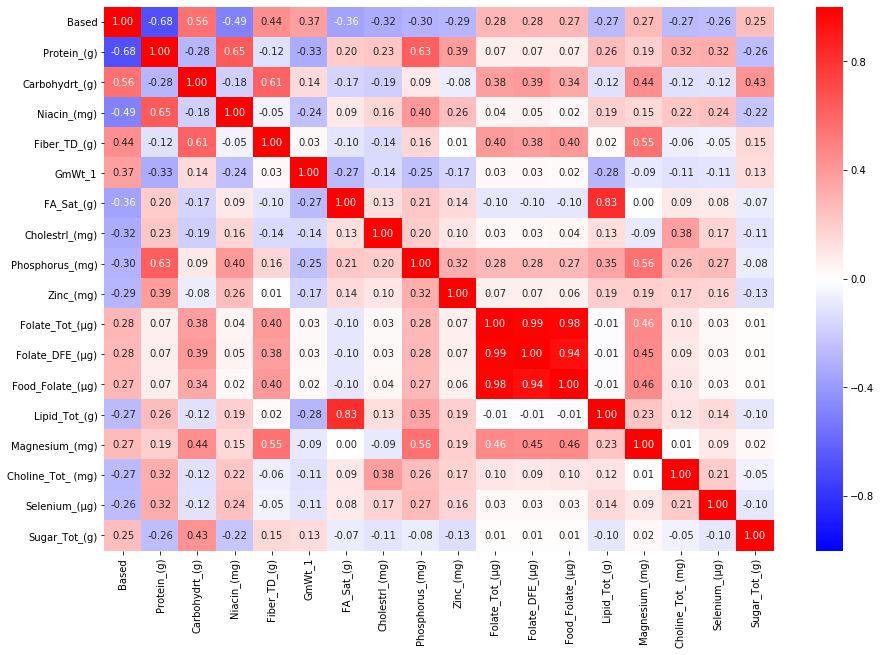 Based 1.00 -0.68 0.56 -0.49 0.44 0.37 -0.36 -0.32 -0.30 -0.29 0.28 0.28 0.27 -0.27 0.27 -0.27 -0.26 0.25
Protein_(g) -0.68 1.00 -0.28 0.65 -0.12 -0.33 0.20 0.23 0.63 0.39 0.07 0.07 0.07 0.26 0.19 0.32 0.32 -0.26
Carbohydrt_(g) 0.56 -0.28 1.00 -0.18 0.61 0.14 -0.17 -0.19 0.09 -0.08 0.38 0.39 0.34 -0.12 0.44 -0.12 -0.12 0.43
Niacin_(mg) -0.49 0.65 -0.18 1.00 -0.05 -0.24 0.09 0.16 0.40 0.26 0.04 0.05 0.02 0.19 0.15 0.22 0.24 -0.22
Fiber_TD_(g) 0.44 -0.12 0.61 -0.05 1.00 0.03 -0.10 -0.14 0.16 0.01 0.40 0.38 0.40 0.02 0.55 -0.06 -0.05 0.15
GmWt_1 0.37 -0.33 0.14 -0.24 0.03 1.00 -0.27 -0.14 -0.25 -0.17 0.03 0.03 0.02 -0.28 -0.09 -0.11 -0.11 0.13
FA_Sat_(g) -0.36 0.20 -0.17 0.09 -0.10 -0.27 1.00 0.13 0.21 0.14 -0.10 -0.10 -0.10 0.83 0.00 0.09 0.08 -0.07
Cholestrl_(mg) -0.32 0.23 -0.19 0.16 -0.14 -0.14 0.13 1.00 0.20 0.10 0.03 0.03 0.04 0.13 -0.09 0.38 0.17 -0.11
Phosphorus_(mg) -0.30 0.63 0.09 0.40 0.16 -0.25 0.21 0.20 1.00 0.32 0.28 0.28 0.27 0.35 0.56 0.26 0.27 -0.08
Zinc_(mg) -0.29 0.39 -0.08 0.26 0.01 -0.17 0.14 0.10 0.32 1.00 0.07 0.07 0.06 0.19 0.19 0.17 0.16 -0.13
Folate_Tot_(µg) 0.28 0.07 0.38 0.04 0.40 0.03 -0.10 0.03 0.28 0.07 1.00 0.99 0.98 -0.01 0.46 0.10 0.03 0.01
Folate_DFE_(µg) 0.28 0.07 0.39 0.05 0.38 0.03 -0.10 0.03 0.28 0.07 0.99 1.00 0.94 -0.01 0.45 0.09 0.03 0.01
Food_Folate_(µg) 0.27 0.07 0.34 0.02 0.40 0.02 -0.10 0.04 0.27 0.06 0.98 0.94 1.00 -0.01 0.46 0.10 0.03 0.01
Lipid_Tot_(g) -0.27 0.26 -0.12 0.19 0.02 -0.28 0.83 0.13 0.35 0.19 -0.01 -0.01 -0.01 1.00 0.23 0.12 0.14 -0.10
Magnesium_(mg) 0.27 0.19 0.44 0.15 0.55 -0.09 0.00 -0.09 0.56 0.19 0.46 0.45 0.46 0.23 1.00 0.01 0.09 0.02
Choline_Tot_ (mg) -0.27 0.32 -0.12 0.22 -0.06 -0.11 0.09 0.38 0.26 0.17 0.10 0.09 0.10 0.12 0.01 1.00 0.21 -0.05
Selenium_(µg) -0.26 0.32 -0.12 0.24 -0.05 -0.11 0.08 0.17 0.27 0.16 0.03 0.03 0.03 0.14 0.09 0.21 1.00 -0.10
Sugar_Tot_(g) 0.25 -0.26 0.43 -0.22 0.15 0.13 -0.07 -0.11 -0.08 -0.13 0.01 0.01 0.01 -0.10 0.02 -0.05 -0.10 1.00
Based
Protein_(g)
Carbohydrt_(g)
Niacin_(mg)
Fiber_TD_(g)
GmWt_1
FA_Sat_(g)
Cholestrl_(mg)
Phosphorus_(mg)
Zinc_(mg)
Folate_Tot_(µg)
Folate_DFE_(µg)
Food_Folate_(µg)
Lipid_Tot_(g)
Magnesium_(mg)
Choline_Tot_ (mg)
Selenium_(µg)
Sugar_Tot_(g)
0.8
0.4
0.0
-0.4
-0.8